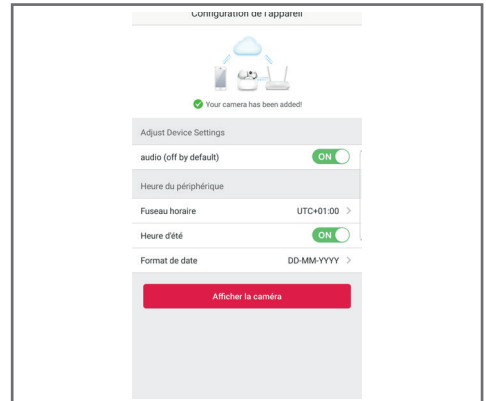 Configuration de l'appareil
Your camera has been added!
Adjust Device Settings
audio (off by default) ON
Heure du périphérique
Fuseau horaire UTC+01:00 >
Heure d'été ON
Format de date DD-MM-YYYY >
Afficher la caméra